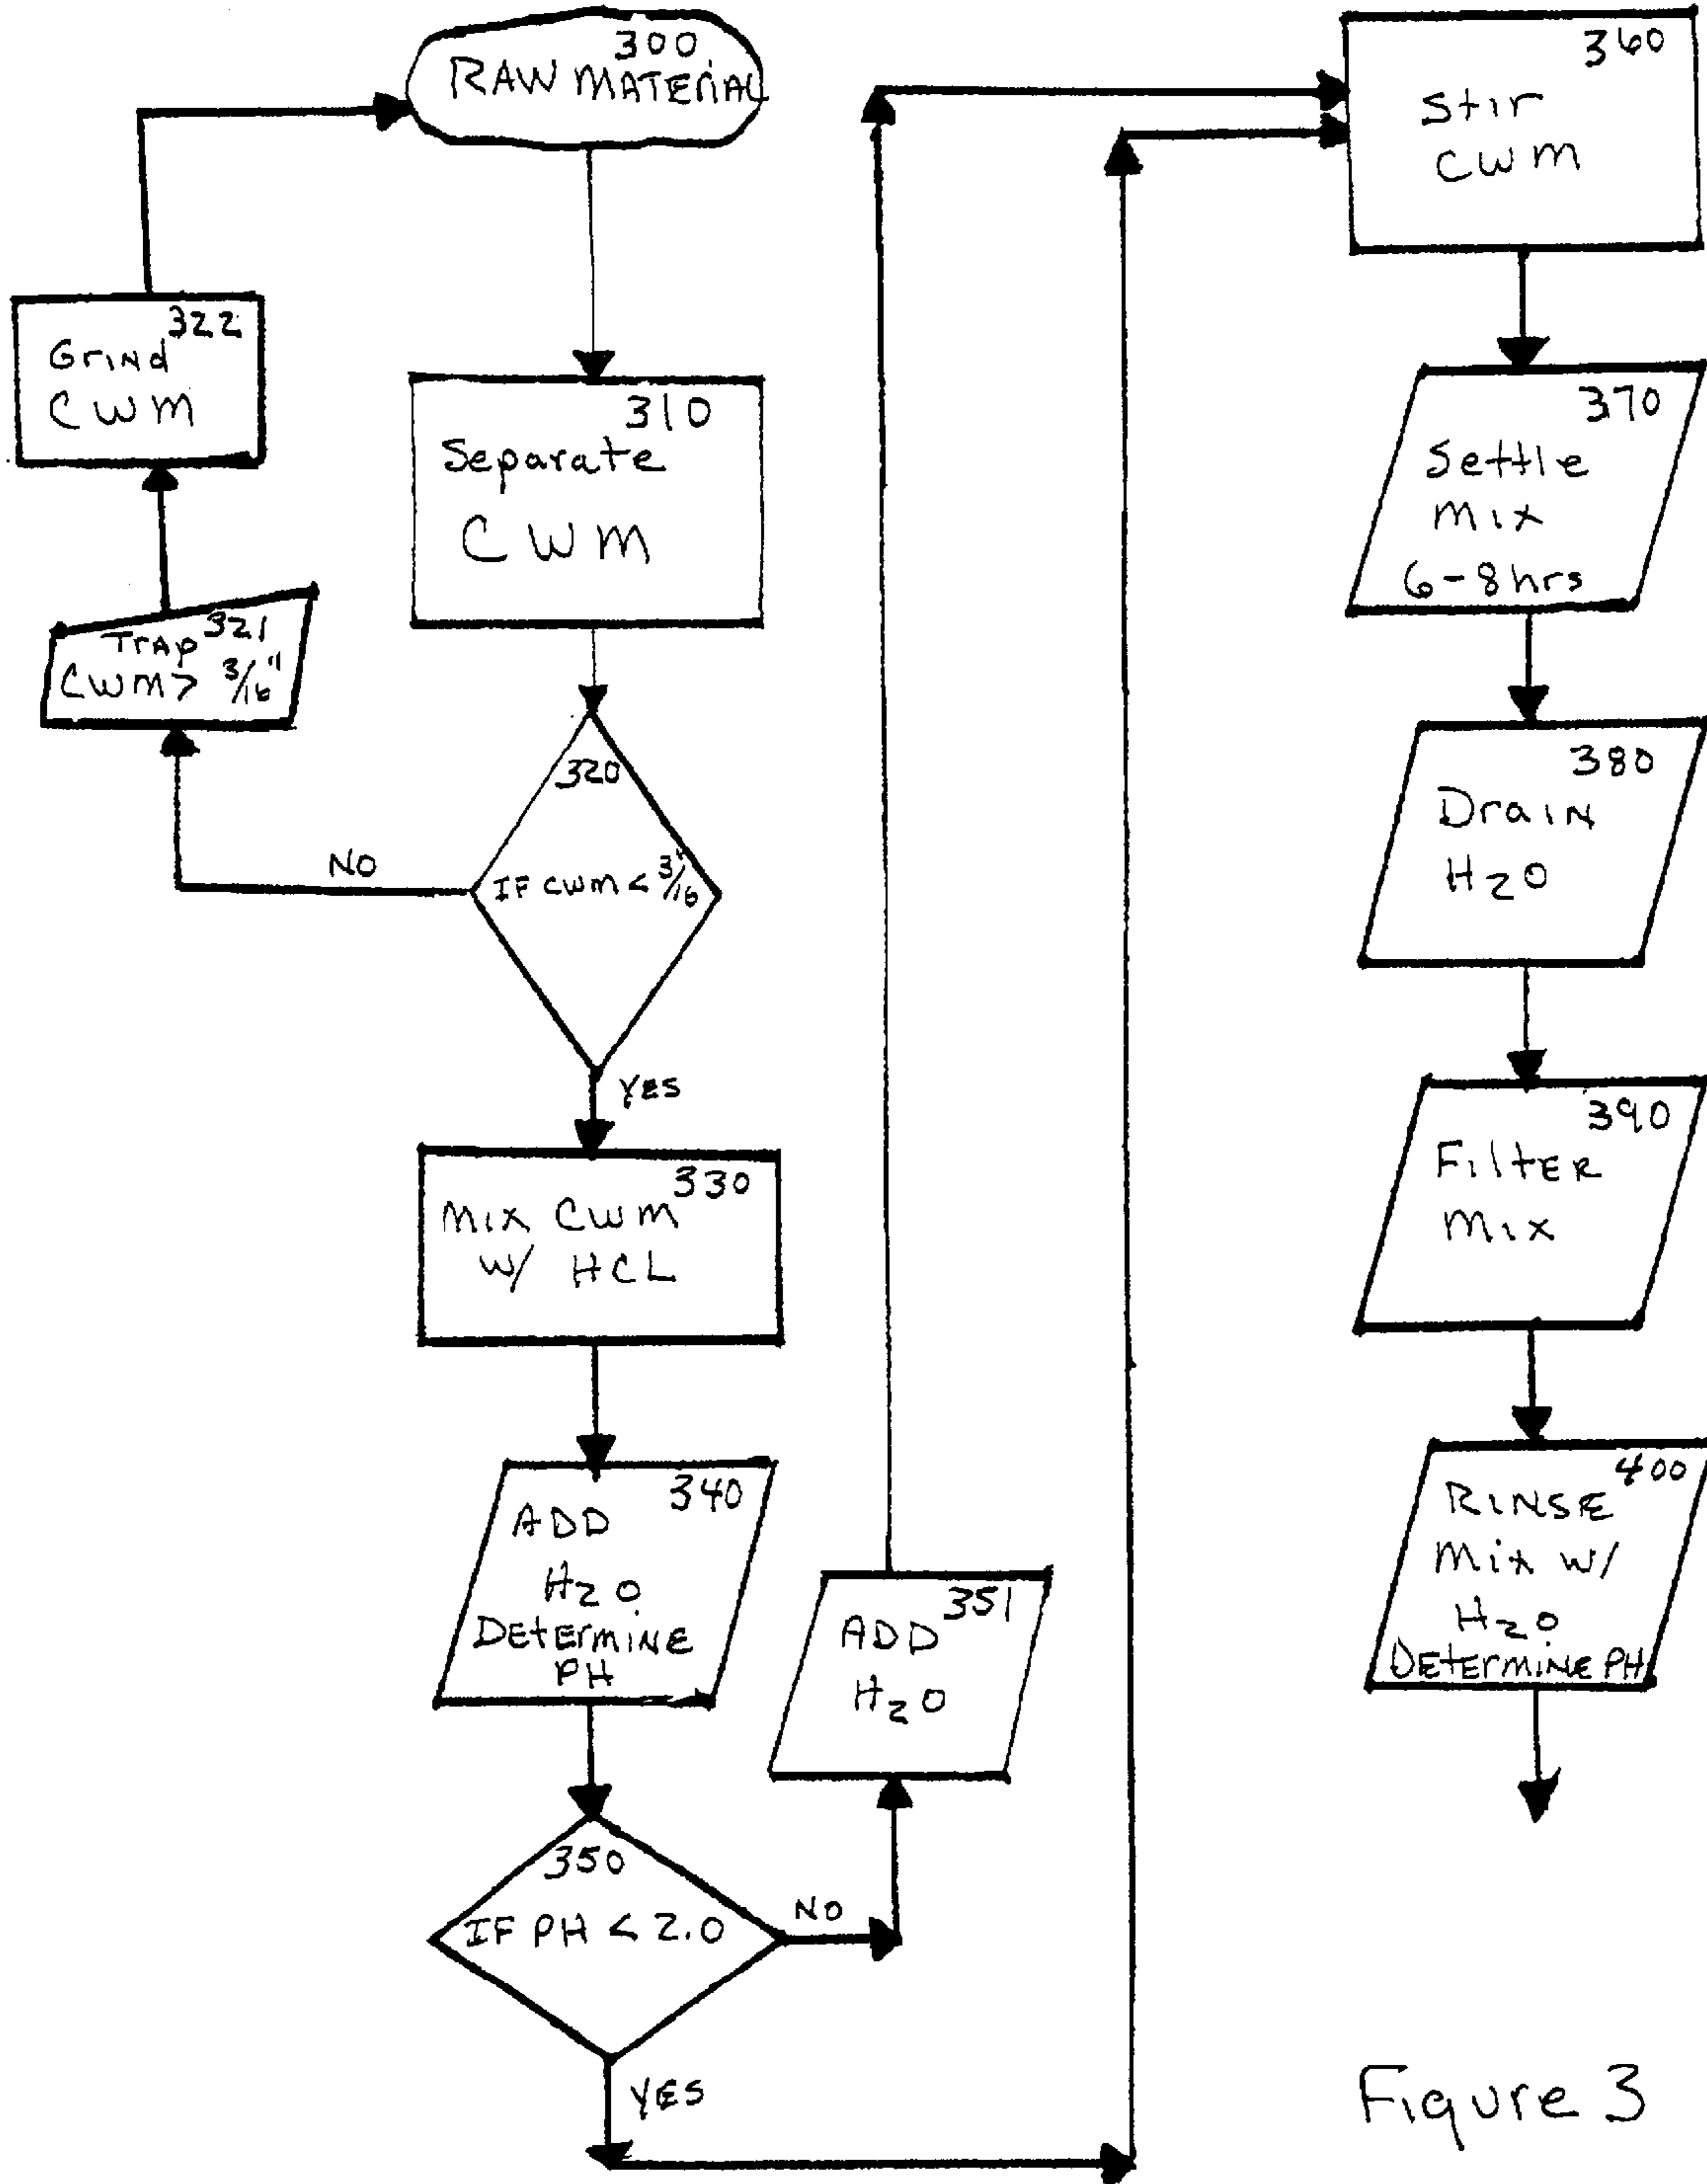 300
RAW MATERIAL
322
Grind
CWM
310
Separate
CWM
Trap 321
CWM > 3/16"
320
IF CWM < 3/16"
NO
YES
330
Mix CWM
w/ HCL
340
ADD
H2O
DETERMINE
PH
351
ADD
H2O
350
IF PH < 2.0
NO
YES
360
Stir
CWM
370
Settle
Mix
6-8 hrs
380
Drain
H2O
390
Filter
Mix
400
RINSE
Mix w/
H2O
DETERMINE PH
Figure 3